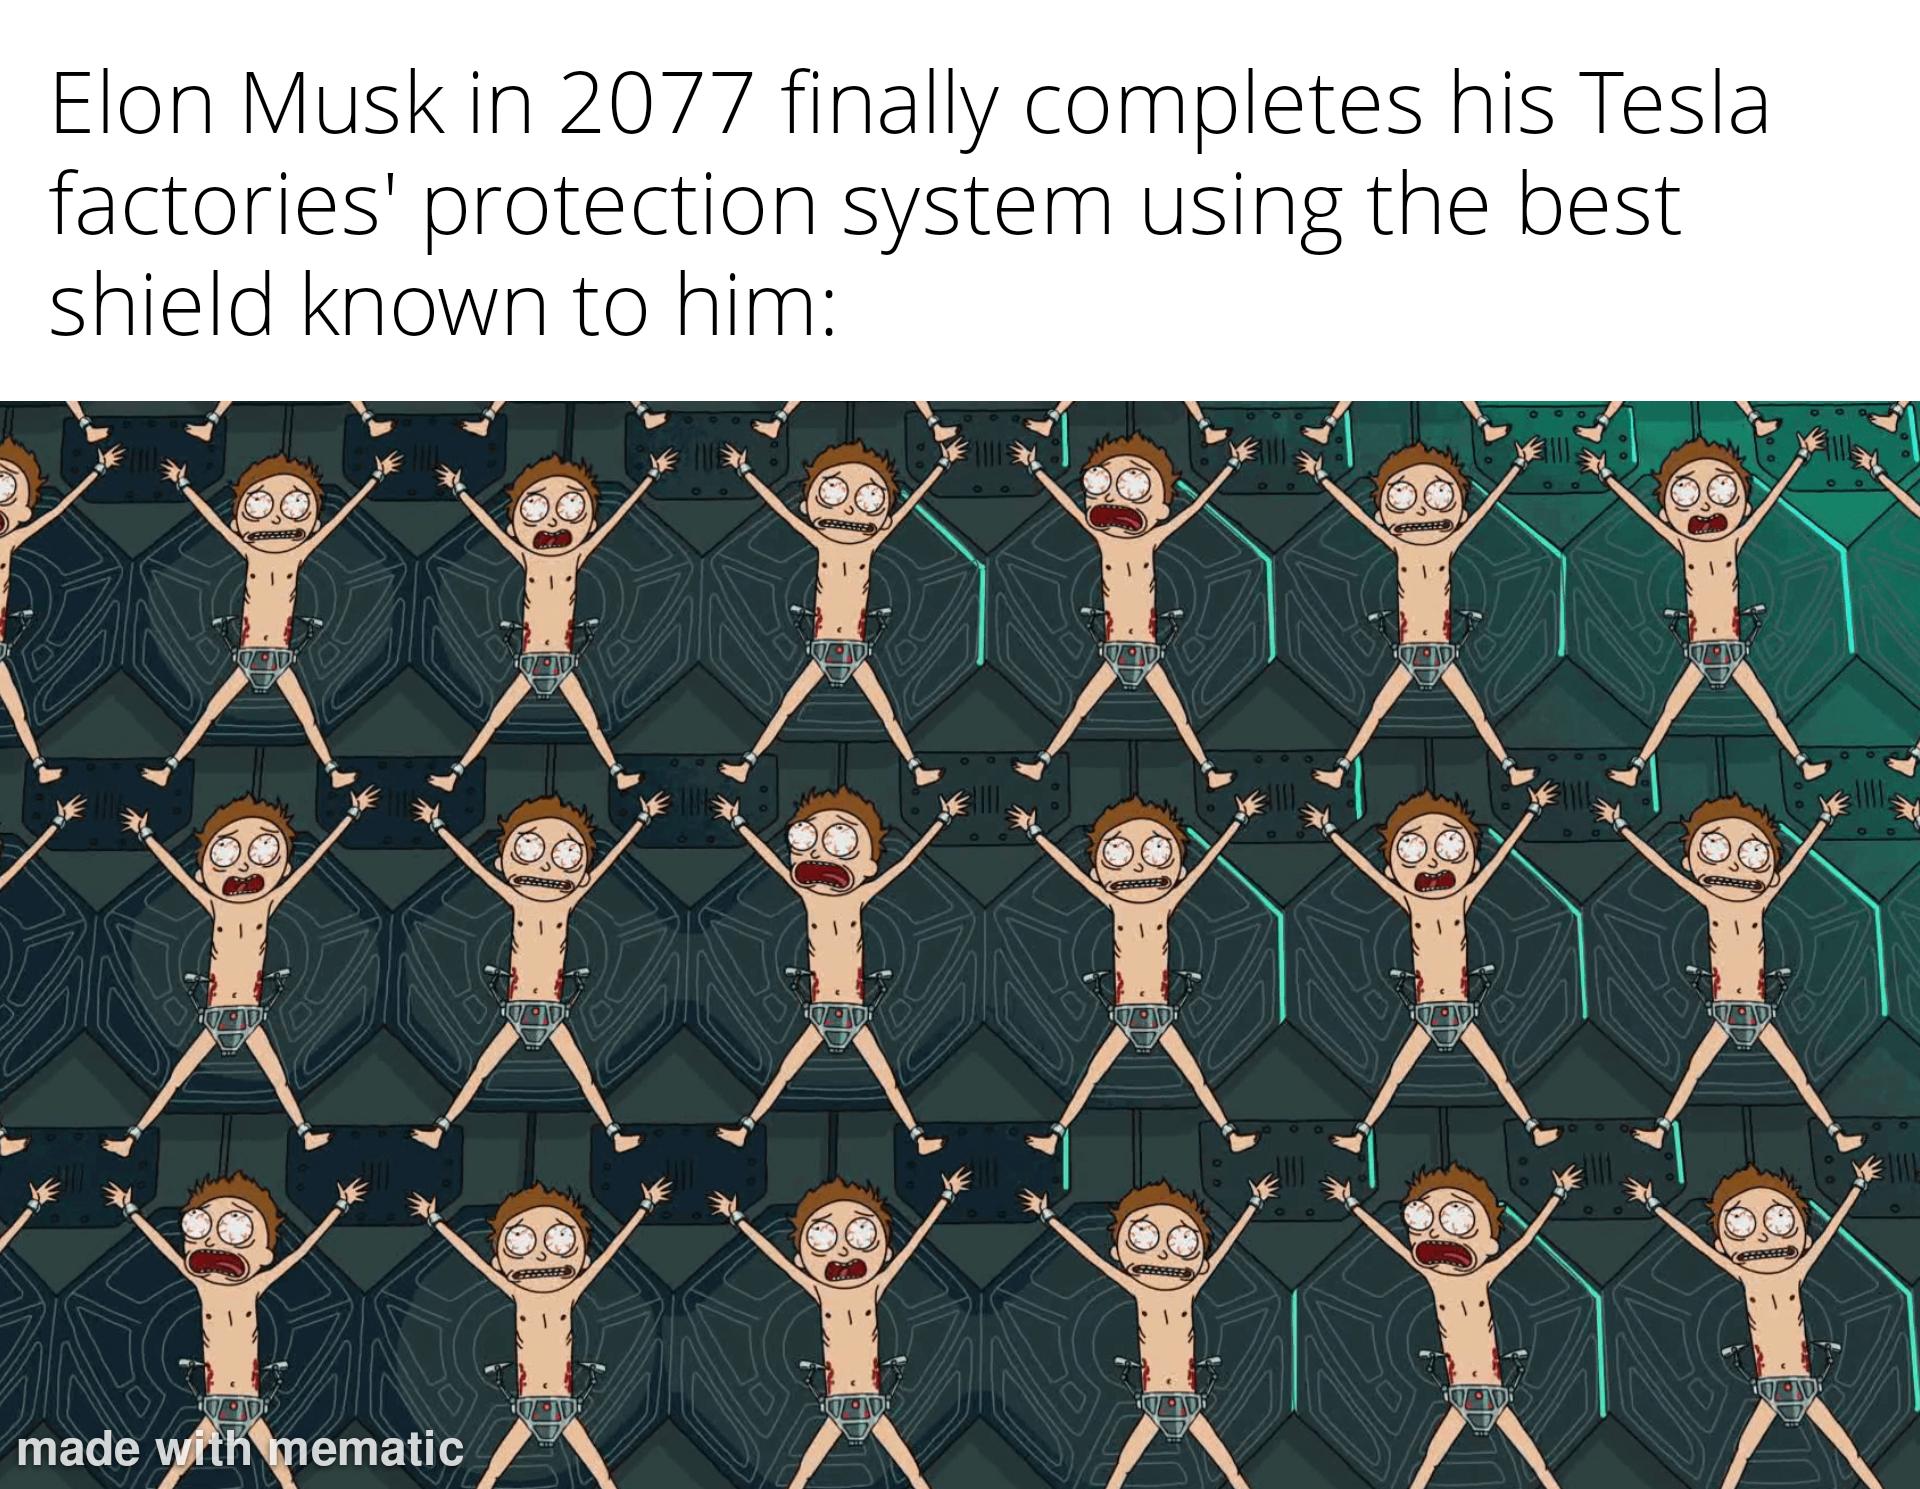 Elon Musk in 2077 finally completes his Tesla
factories' protection system using the best
shield known to him:
made with mematic